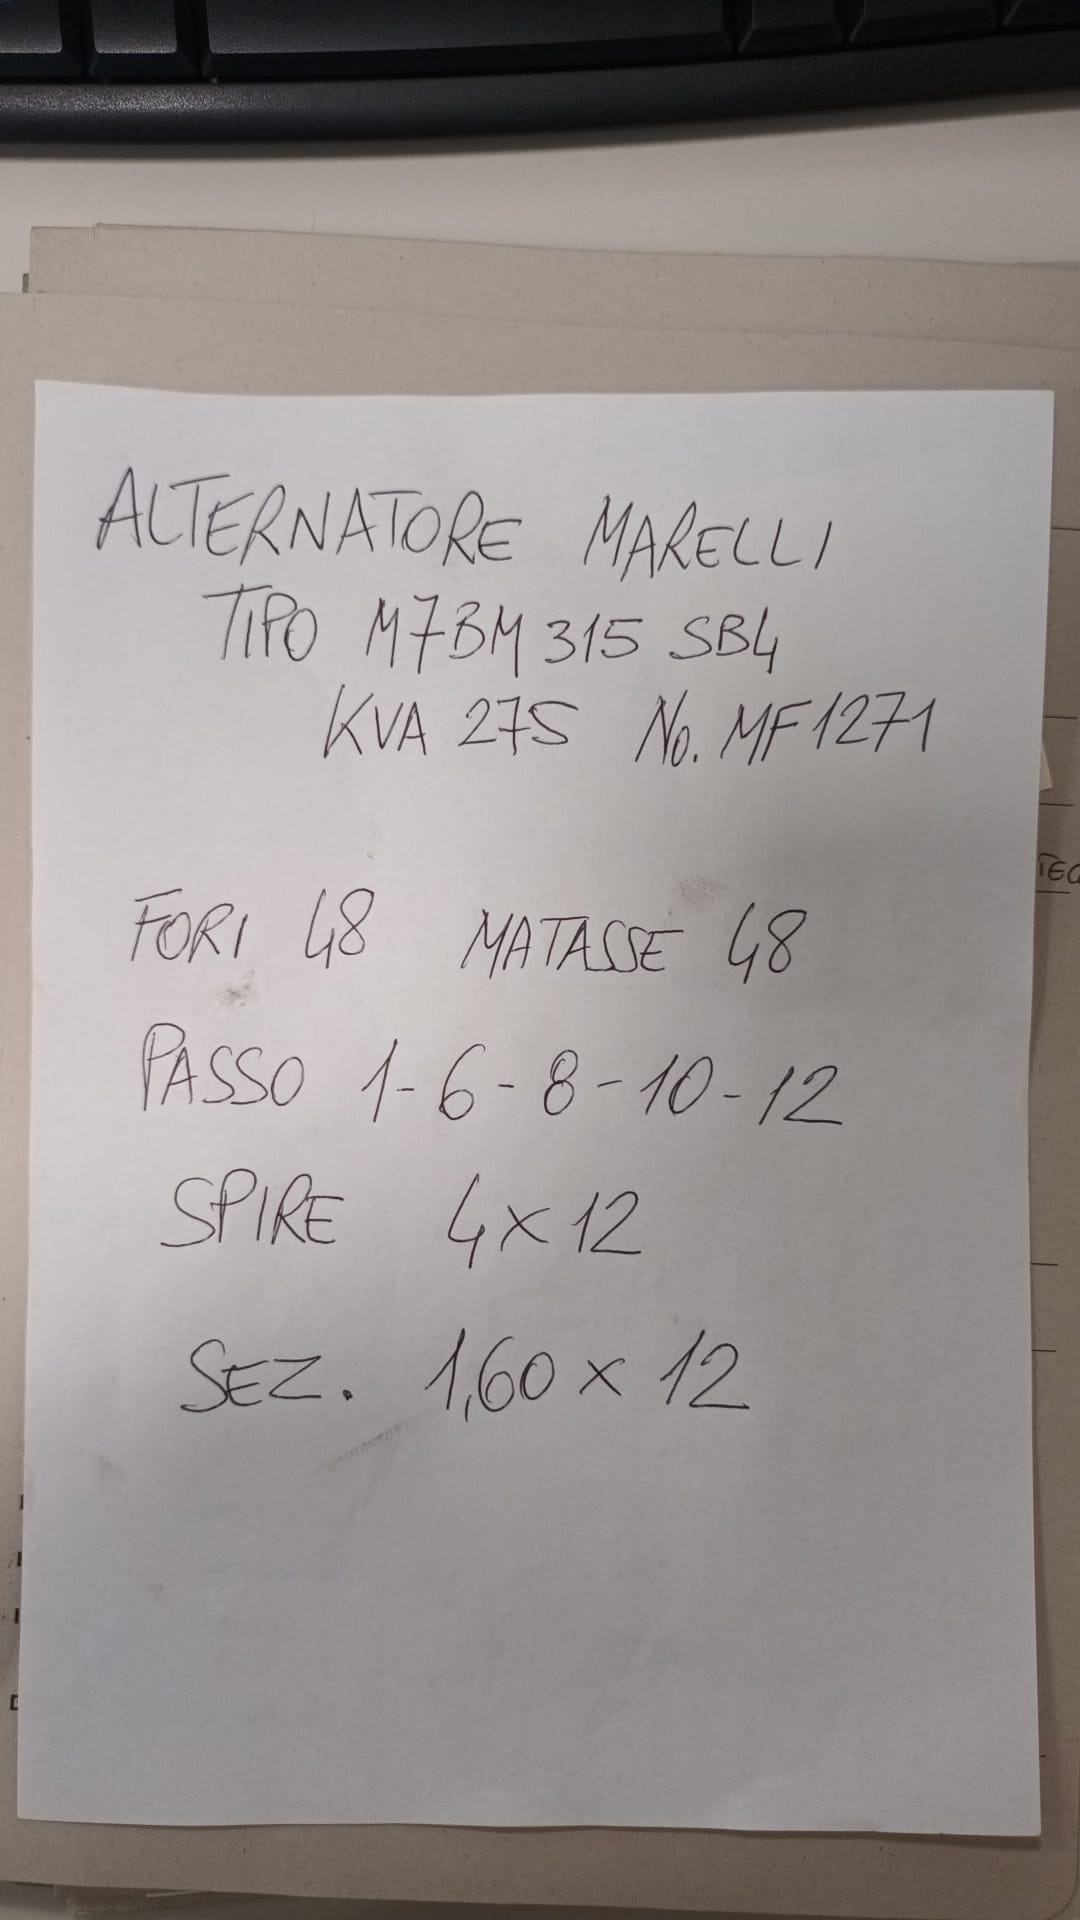 ALTERNATORE MARELLI
TIPO M7BM 315 SB4
KVA 275 No. MF1271
FORI 48 MATASSE 48
PASSO 1-6-8-10-12
SPIRE 4x12
SEZ. 1,60 x 12